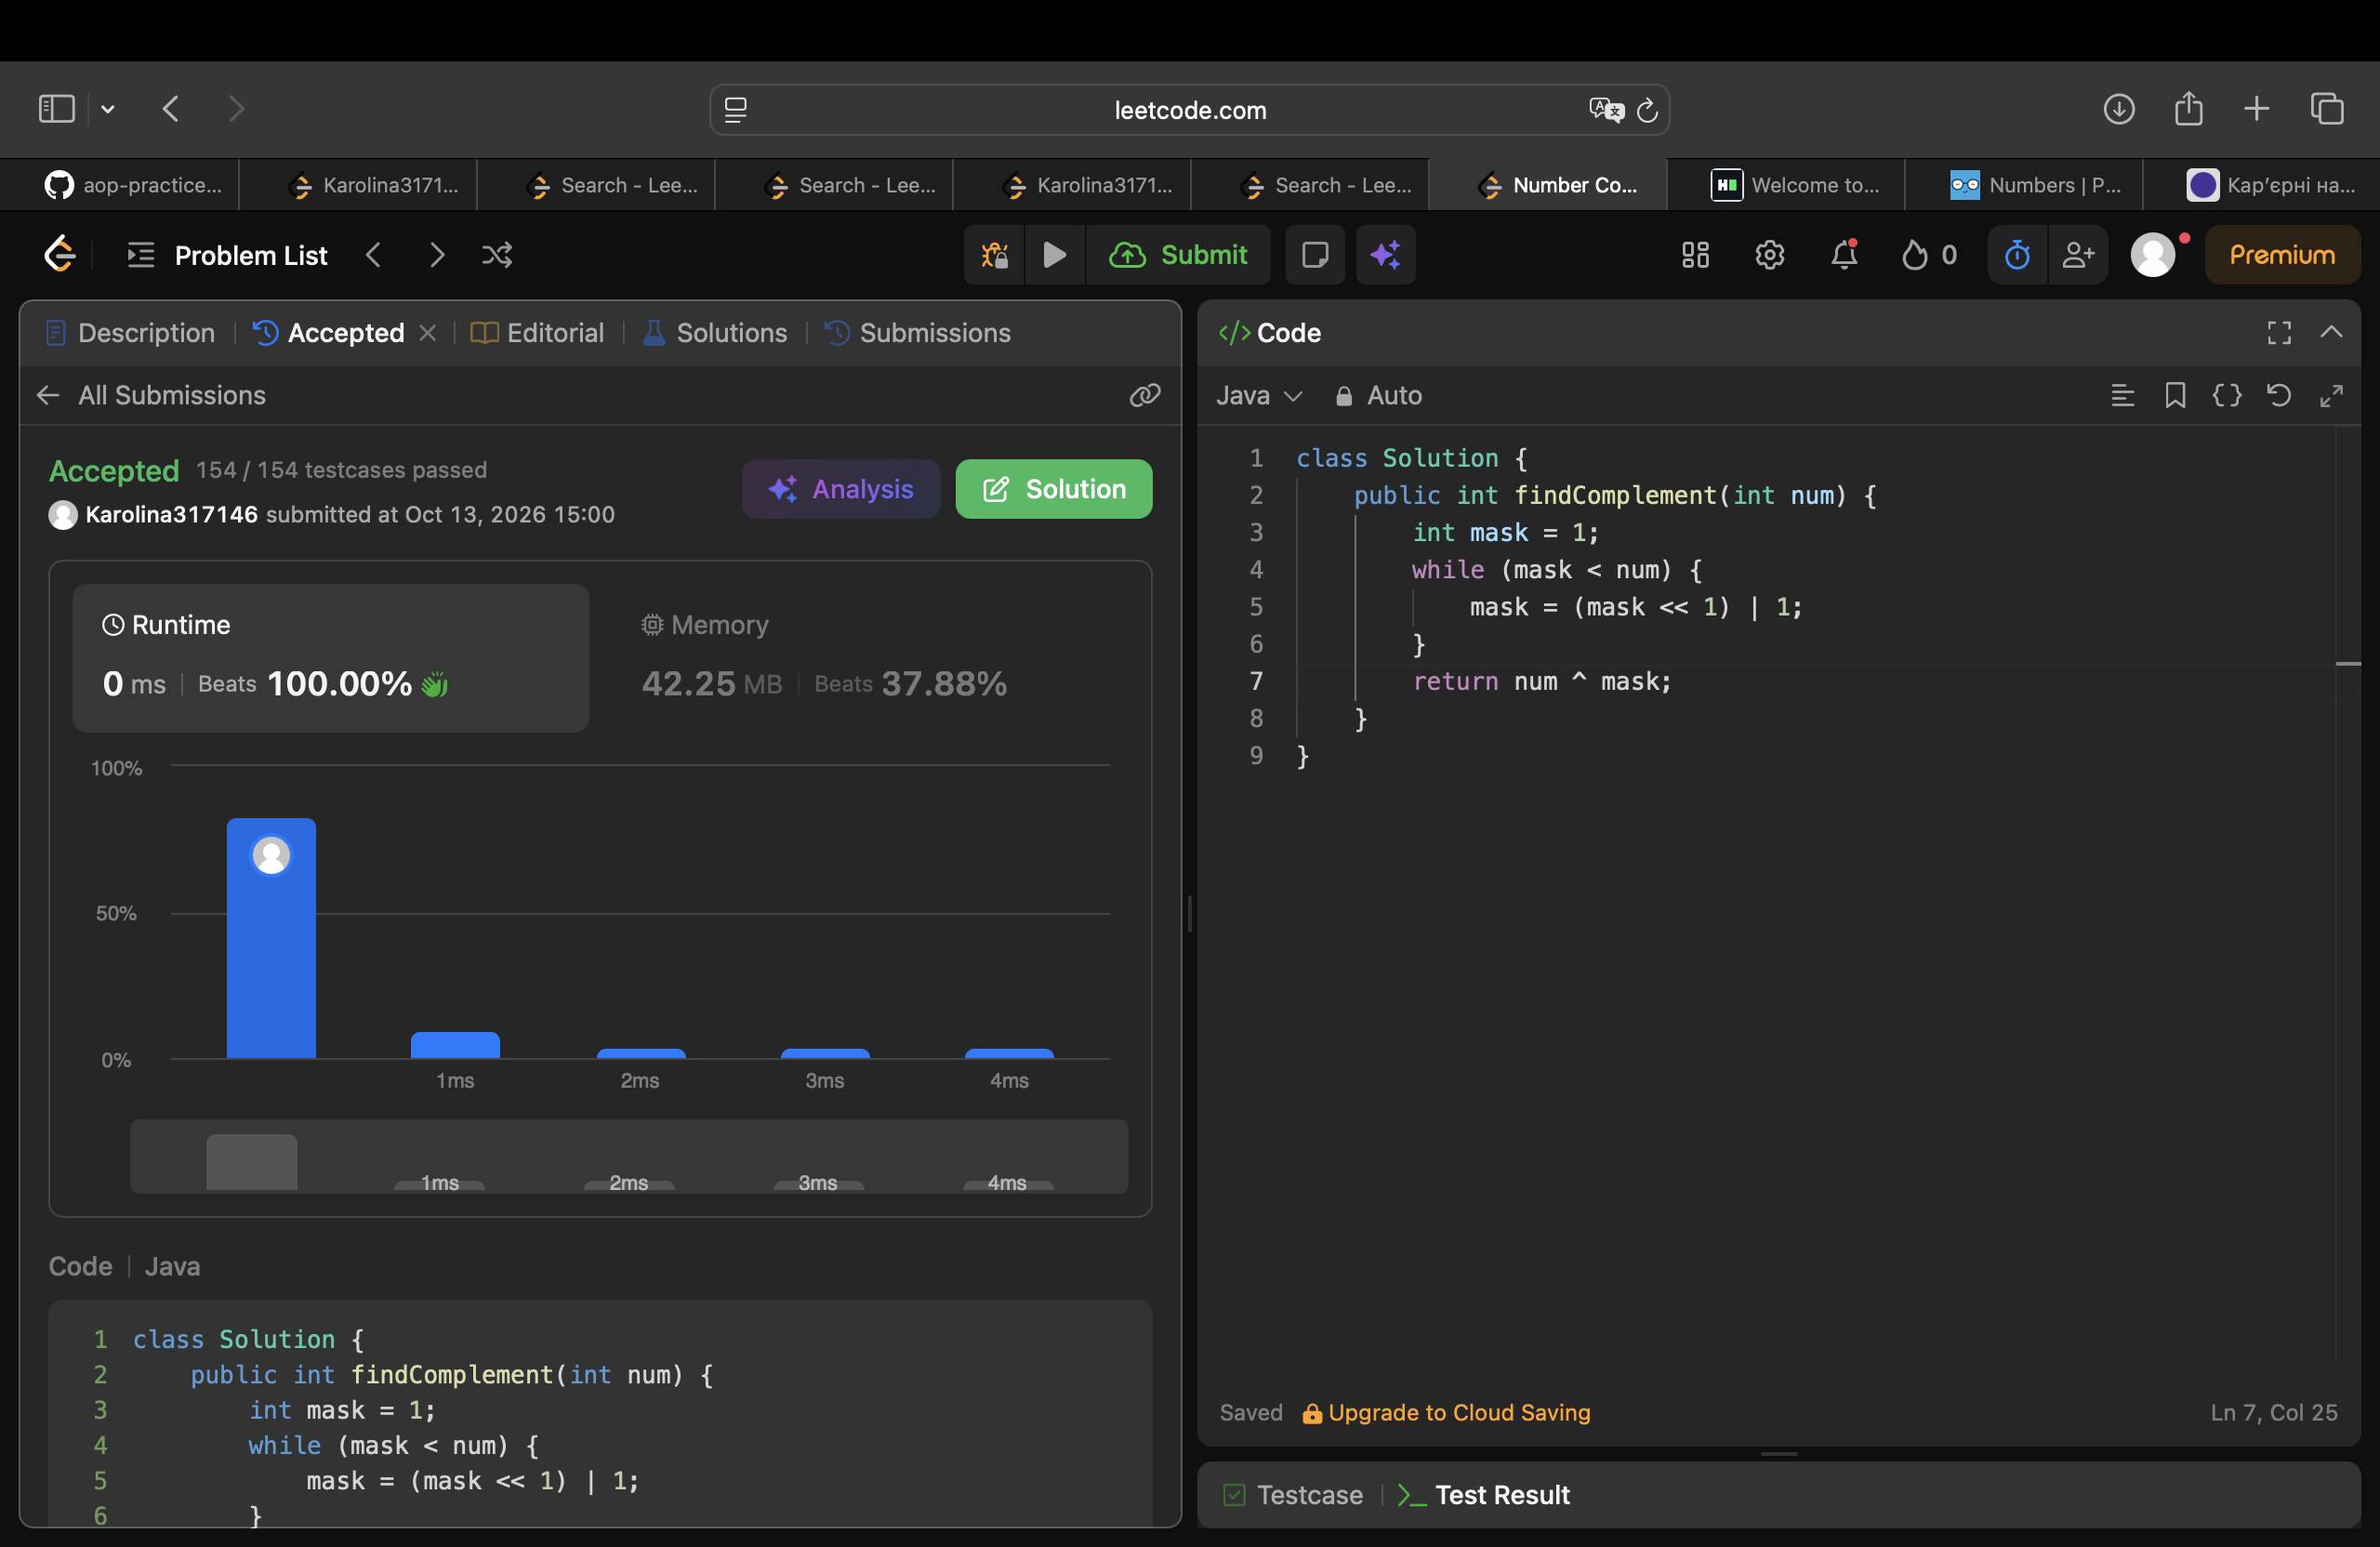 leetcode.com
aop-practice...
Karolina3171...
Search - Lee...
Search - Lee...
Karolina3171...
Search - Lee...
Number Co...
Welcome to...
Numbers | P...
Кар’єрні на...
Problem List
Submit
0
Premium
Description
Accepted
Editorial
Solutions
Submissions
All Submissions
Accepted 154 / 154 testcases passed
Karolina317146 submitted at Oct 13, 2026 15:00
Analysis
Solution
Runtime
0 ms | Beats 100.00%
Memory
42.25 MB | Beats 37.88%
100%
50%
0%
1ms 2ms 3ms 4ms
1ms 2ms 3ms 4ms
Code | Java
1 class Solution {
2     public int findComplement(int num) {
3         int mask = 1;
4         while (mask < num) {
5             mask = (mask << 1) | 1;
6         }
Code
Java
Auto
1 class Solution {
2     public int findComplement(int num) {
3         int mask = 1;
4         while (mask < num) {
5             mask = (mask << 1) | 1;
6         }
7         return num ^ mask;
8     }
9 }
Saved
Upgrade to Cloud Saving
Ln 7, Col 25
Testcase
Test Result